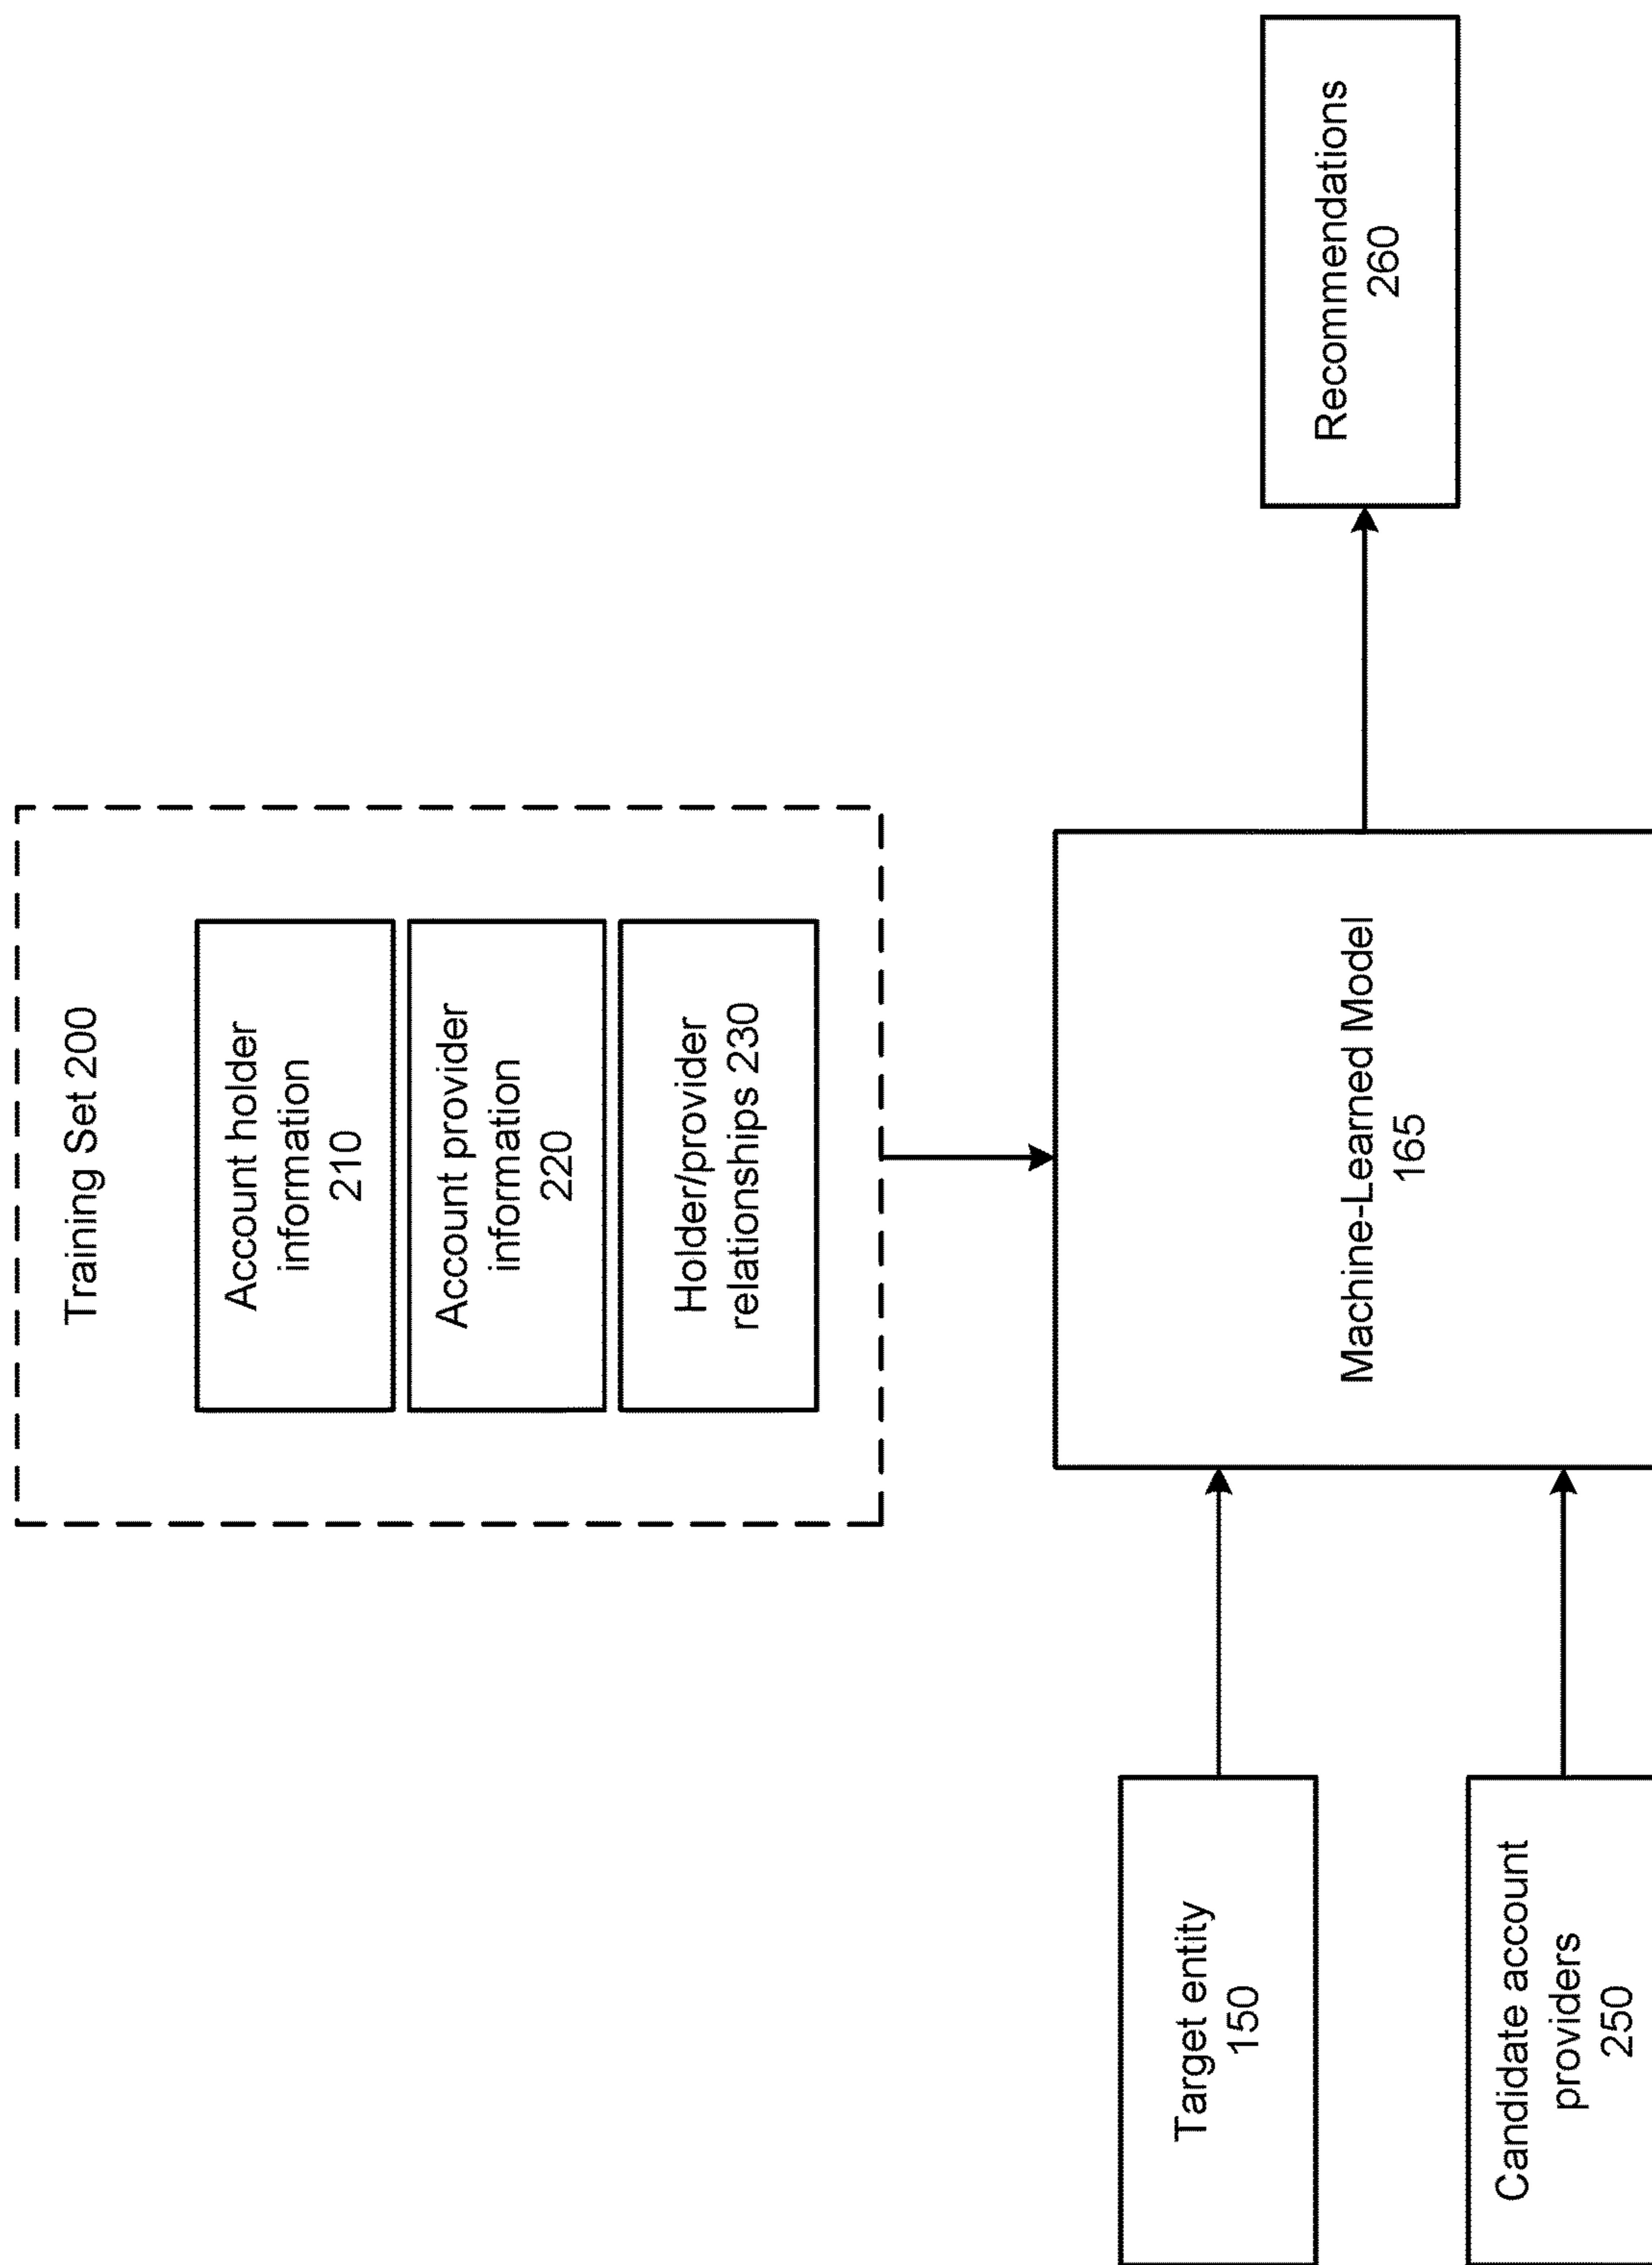 Training Set 200
Account holder
information
210
Account provider
information
220
Holder/provider
relationships 230
Target entity
150
Candidate account
providers
250
Machine-Learned Model
165
Recommendations
260